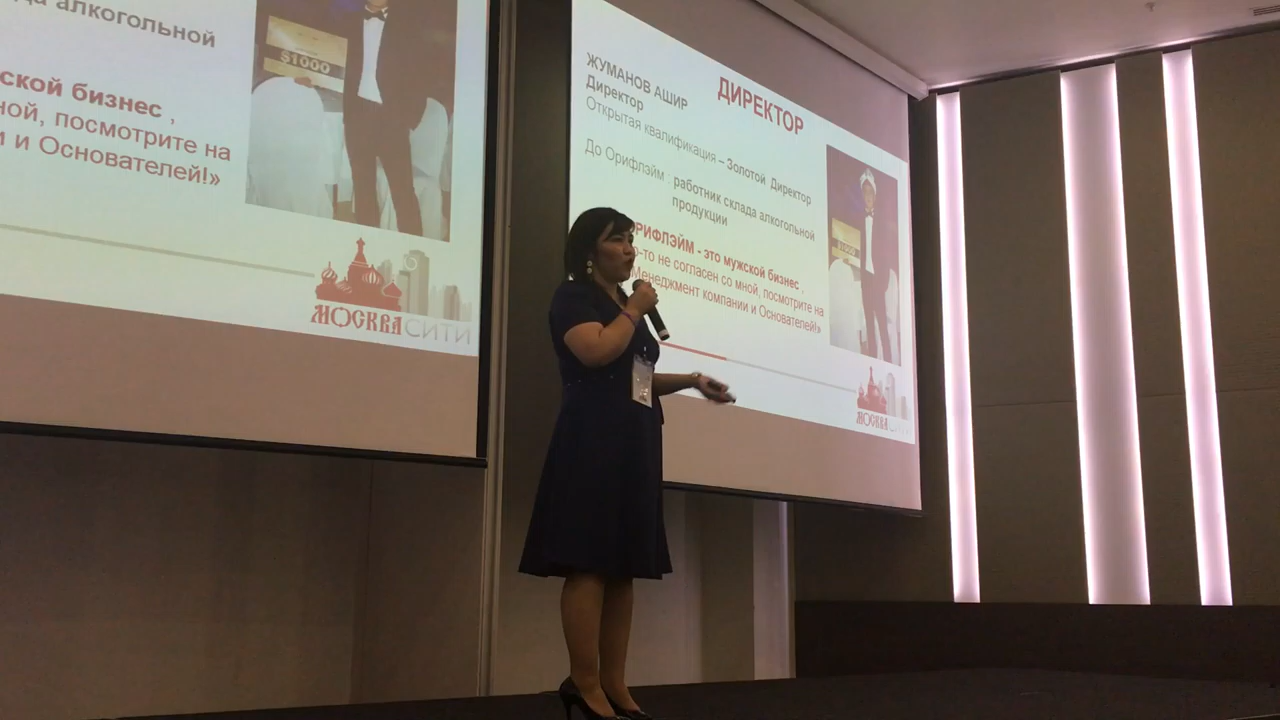 да алкогольной
$1000
ской бизнес ,
ной, посмотрите на
и и Основателей!»
МОСКВА СИТИ
ДИРЕКТОР
ЖУМАНОВ АШИР
Директор
Открытая квалификация – Золотой Директор
До Орифлэйм : работник склада алкогольной
продукции
ОРИФЛЭЙМ - это мужской бизнес ,
о-то не согласен со мной, посмотрите на
Менеджмент компании и Основателей!»
$1000
МОСКВА СИТИ